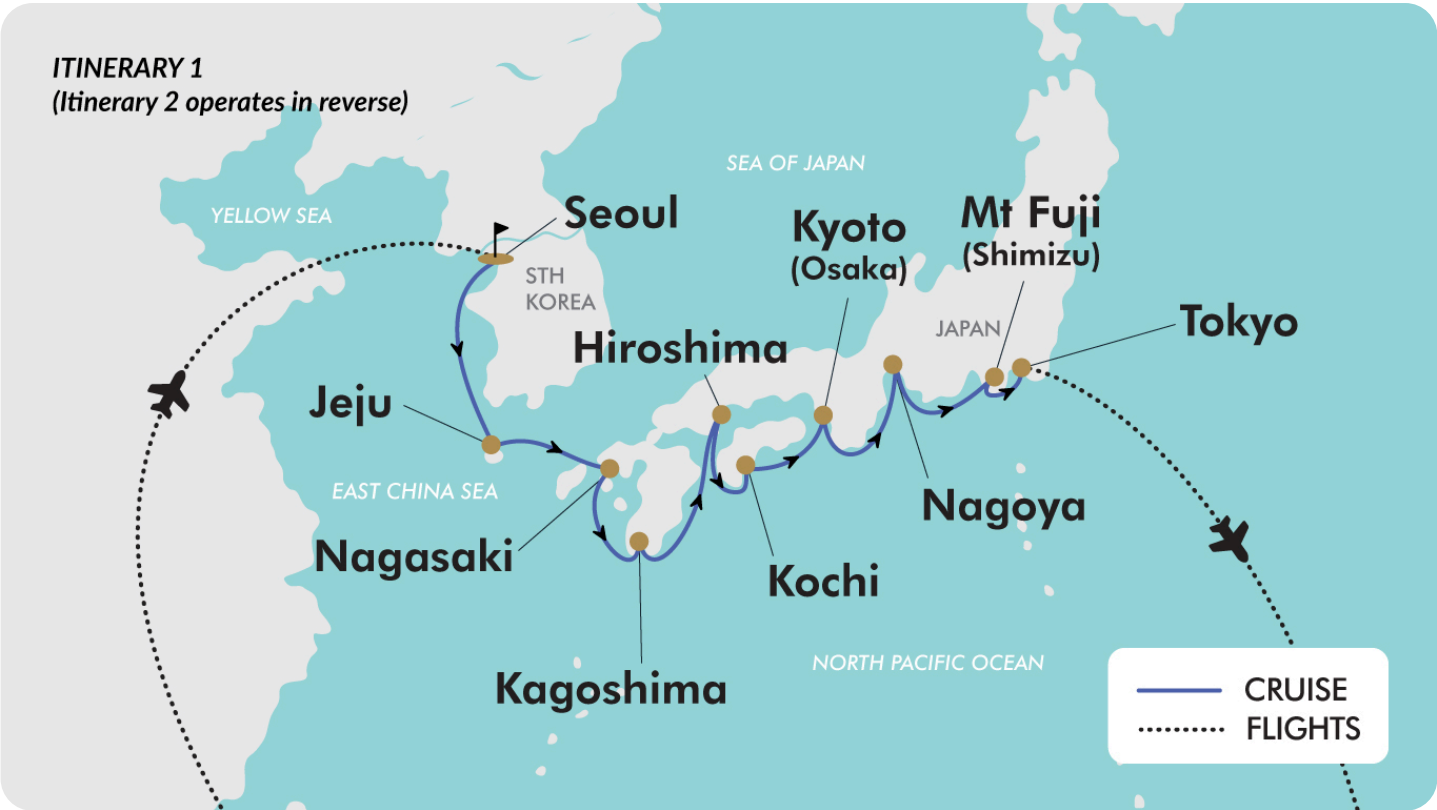 ITINERARY 1
(Itinerary 2 operates in reverse)
SEA OF JAPAN
YELLOW SEA
Seoul
Kyoto
(Osaka)
Mt Fuji
(Shimizu)
STH
KOREA
JAPAN
Tokyo
Hiroshima
Jeju
EAST CHINA SEA
Nagasaki
Nagoya
Kochi
Kagoshima
NORTH PACIFIC OCEAN
CRUISE
FLIGHTS